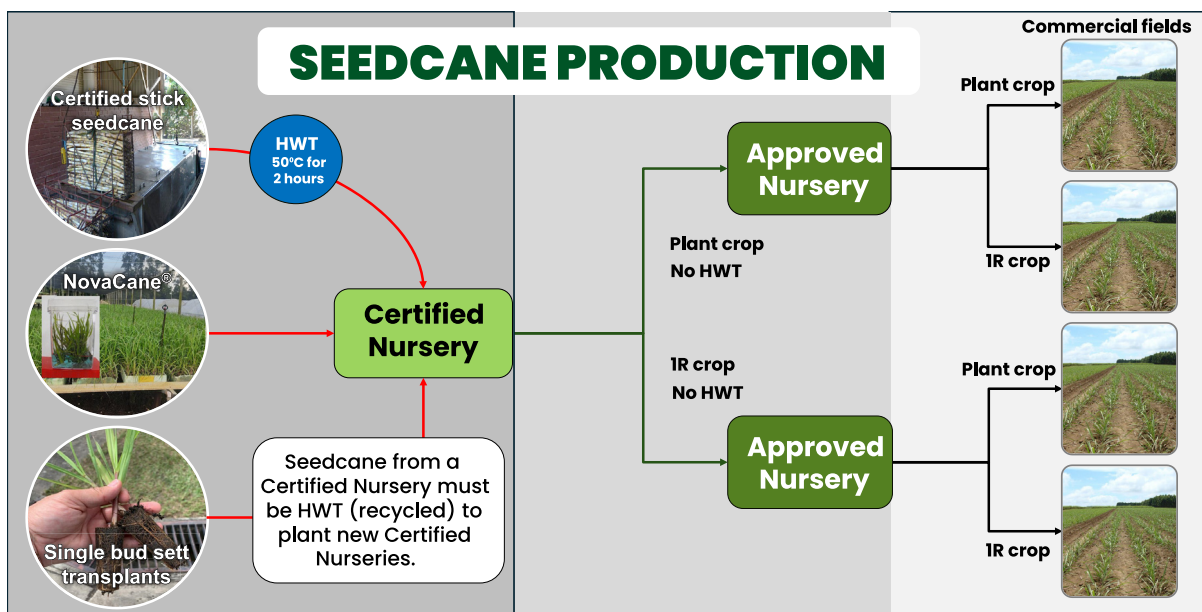 SEEDCANE PRODUCTION
Certified stick
seedcane
HWT
50°C for
2 hours
NovaCane®
Certified
Nursery
Single bud sett
transplants
Seedcane from a
Certified Nursery must
be HWT (recycled) to
plant new Certified
Nurseries.
Plant crop
No HWT
1R crop
No HWT
Approved
Nursery
Approved
Nursery
Commercial fields
Plant crop
1R crop
Plant crop
1R crop